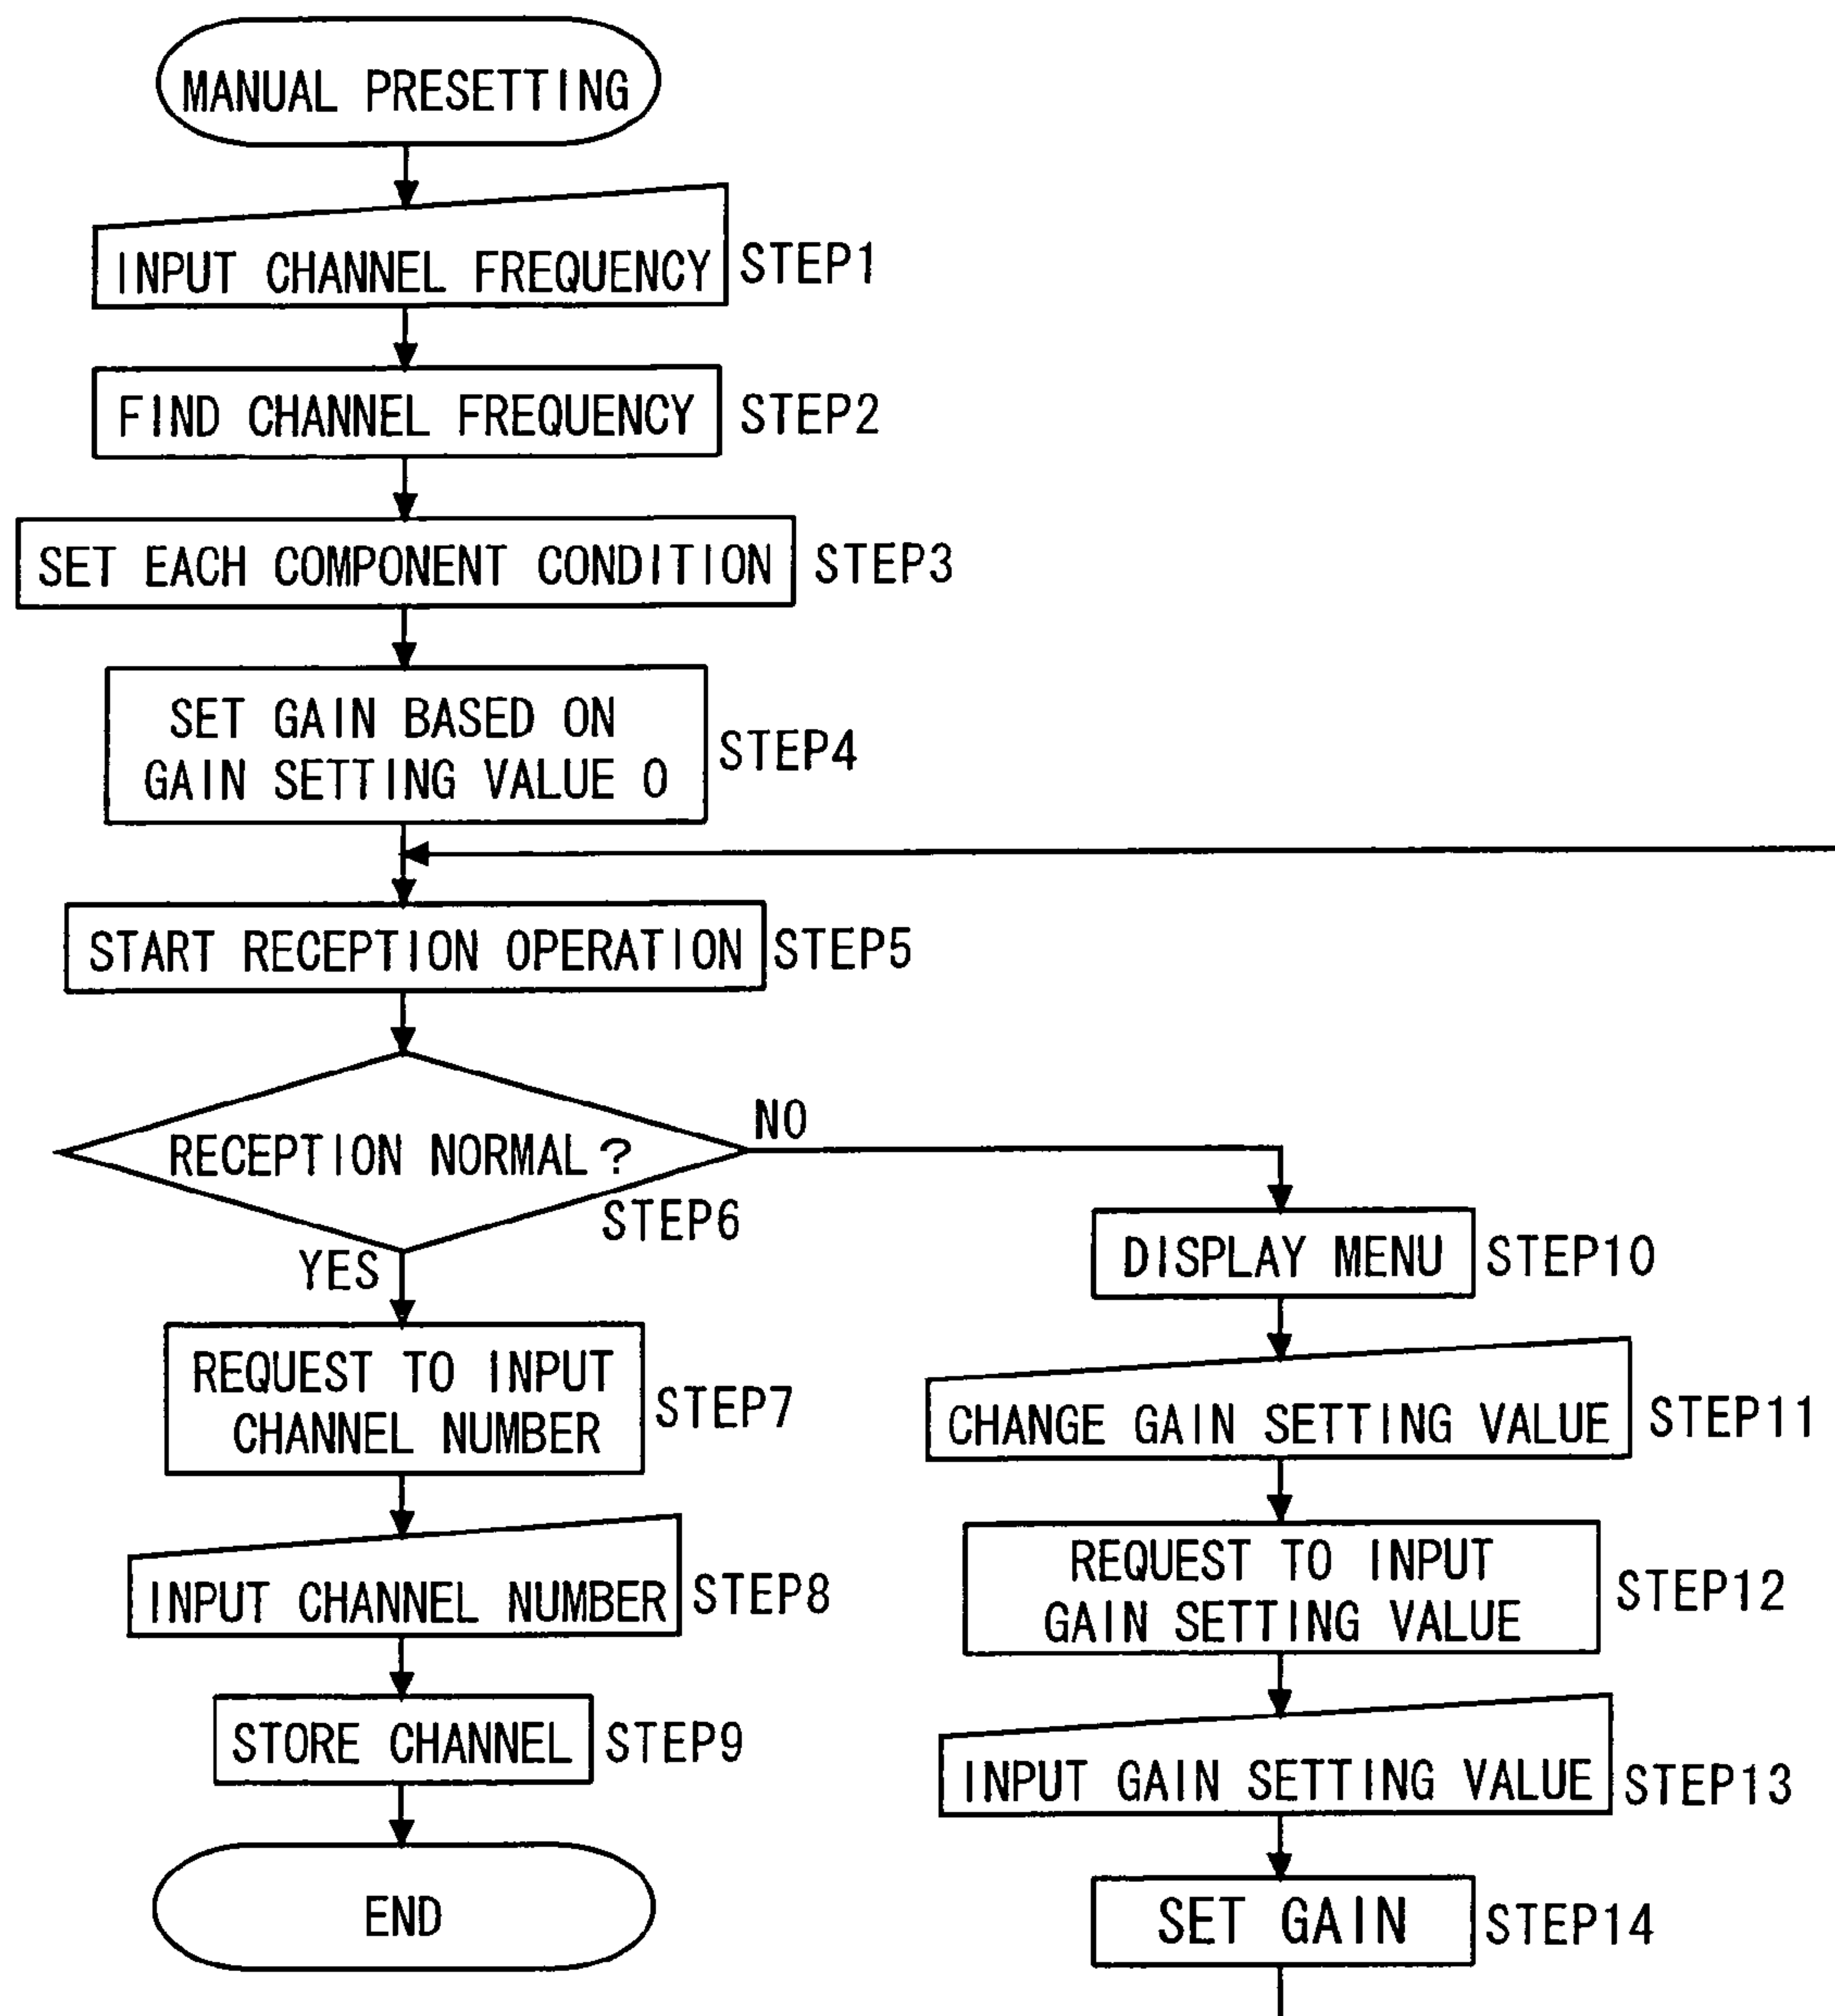 MANUAL PRESETTING
INPUT CHANNEL FREQUENCY
STEP1
FIND CHANNEL FREQUENCY
STEP2
SET EACH COMPONENT CONDITION
STEP3
SET GAIN BASED ON
GAIN SETTING VALUE 0
STEP4
START RECEPTION OPERATION
STEP5
RECEPTION NORMAL?
STEP6
NO
YES
REQUEST TO INPUT
CHANNEL NUMBER
STEP7
INPUT CHANNEL NUMBER
STEP8
STORE CHANNEL
STEP9
END
DISPLAY MENU
STEP10
CHANGE GAIN SETTING VALUE
STEP11
REQUEST TO INPUT
GAIN SETTING VALUE
STEP12
INPUT GAIN SETTING VALUE
STEP13
SET GAIN
STEP14